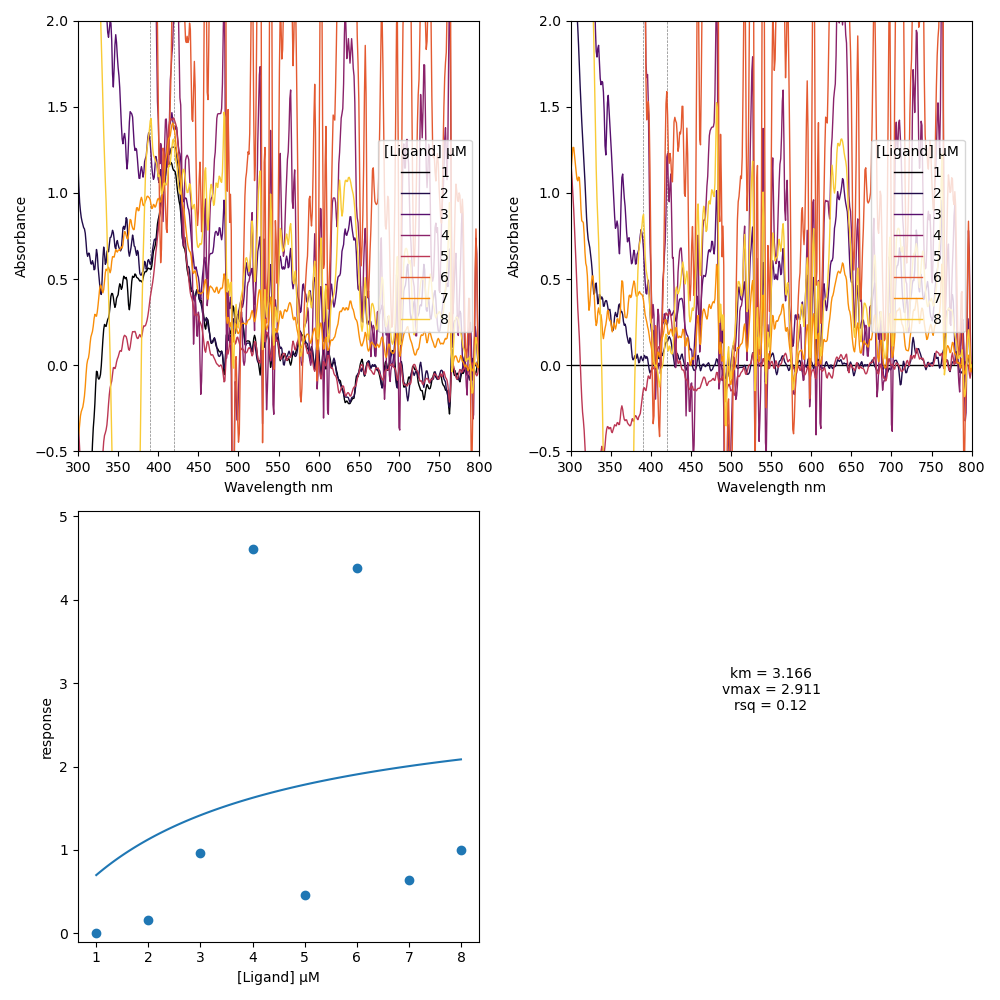 2.0
1.5
1.0
0.5
0.0
−0.5
Absorbance
300 350 400 450 500 550 600 650 700 750 800
Wavelength nm
[Ligand] μM
1
2
3
4
5
6
7
8
2.0
1.5
1.0
0.5
0.0
−0.5
Absorbance
300 350 400 450 500 550 600 650 700 750 800
Wavelength nm
[Ligand] μM
1
2
3
4
5
6
7
8
5
4
3
2
1
0
response
1 2 3 4 5 6 7 8
[Ligand] μM
km = 3.166
vmax = 2.911
rsq = 0.12